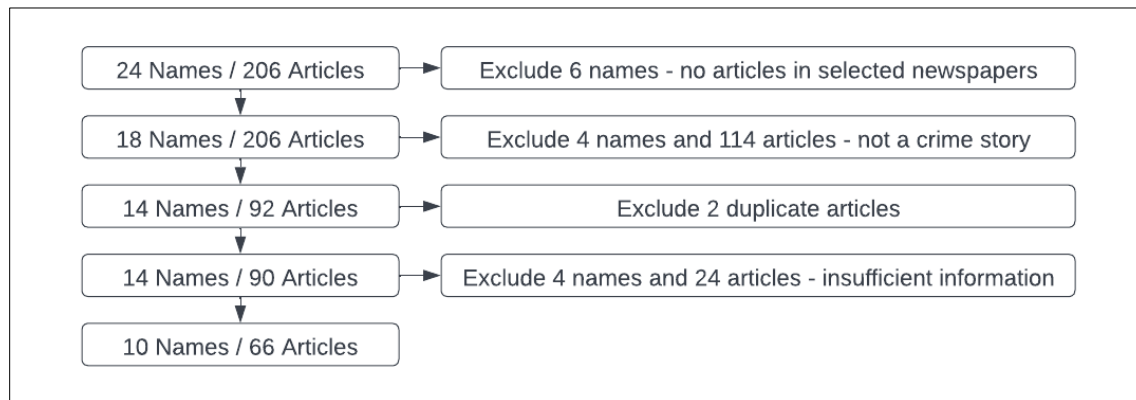 24 Names / 206 Articles
Exclude 6 names - no articles in selected newspapers
18 Names / 206 Articles
Exclude 4 names and 114 articles - not a crime story
14 Names / 92 Articles
Exclude 2 duplicate articles
14 Names / 90 Articles
Exclude 4 names and 24 articles - insufficient information
10 Names / 66 Articles